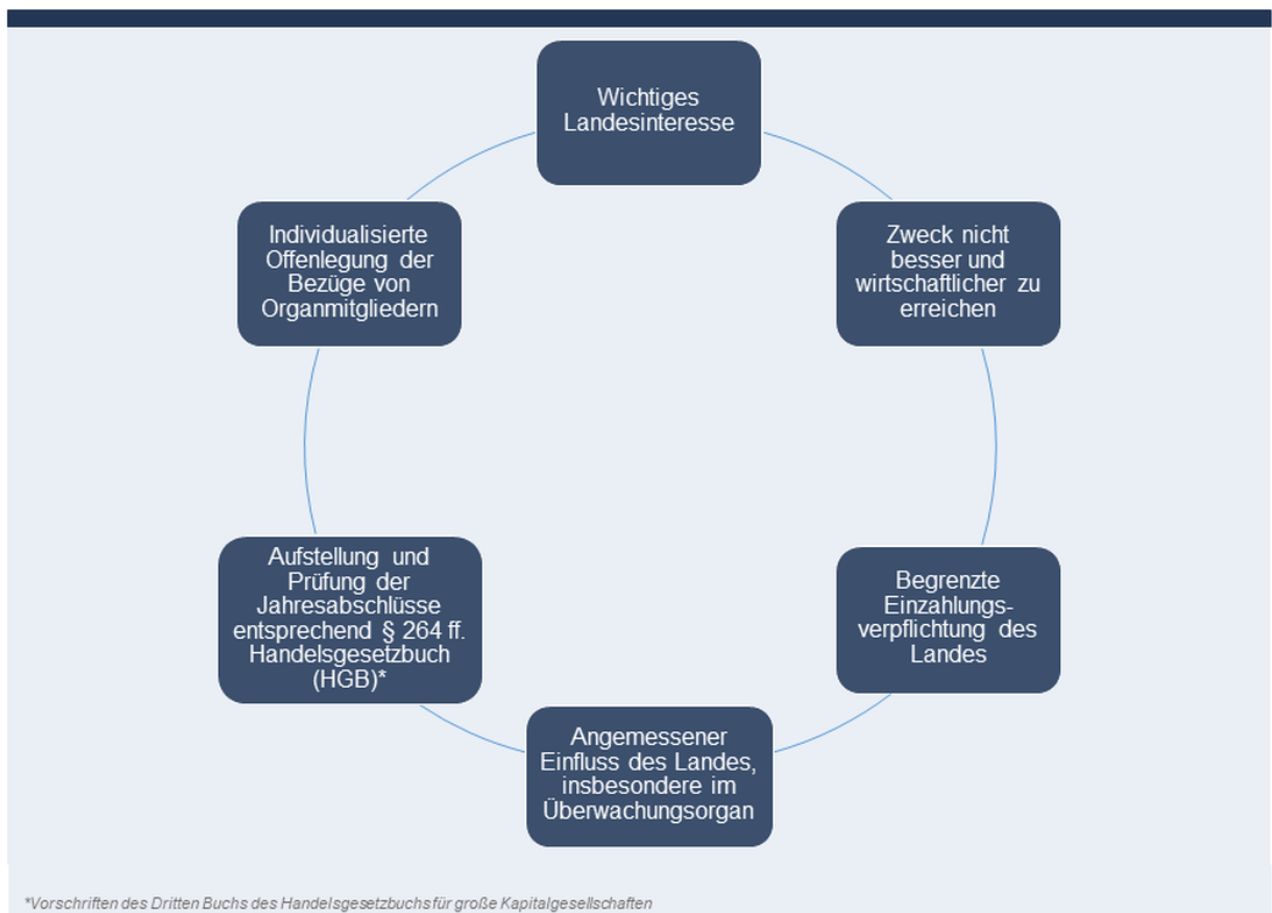 Wichtiges
Landesinteresse
Individualisierte
Offenlegung der
Bezüge von
Organmitgliedern
Zweck nicht
besser und
wirtschaftlicher zu
erreichen
Aufstellung und
Prüfung der
Jahresabschlüsse
entsprechend § 264 ff.
Handelsgesetzbuch
(HGB)*
Begrenzte
Einzahlungs-
verpflichtung des
Landes
Angemessener
Einfluss des Landes,
insbesondere im
Überwachungsorgan
*Vorschriften des Dritten Buchs des Handelsgesetzbuchs für große Kapitalgesellschaften